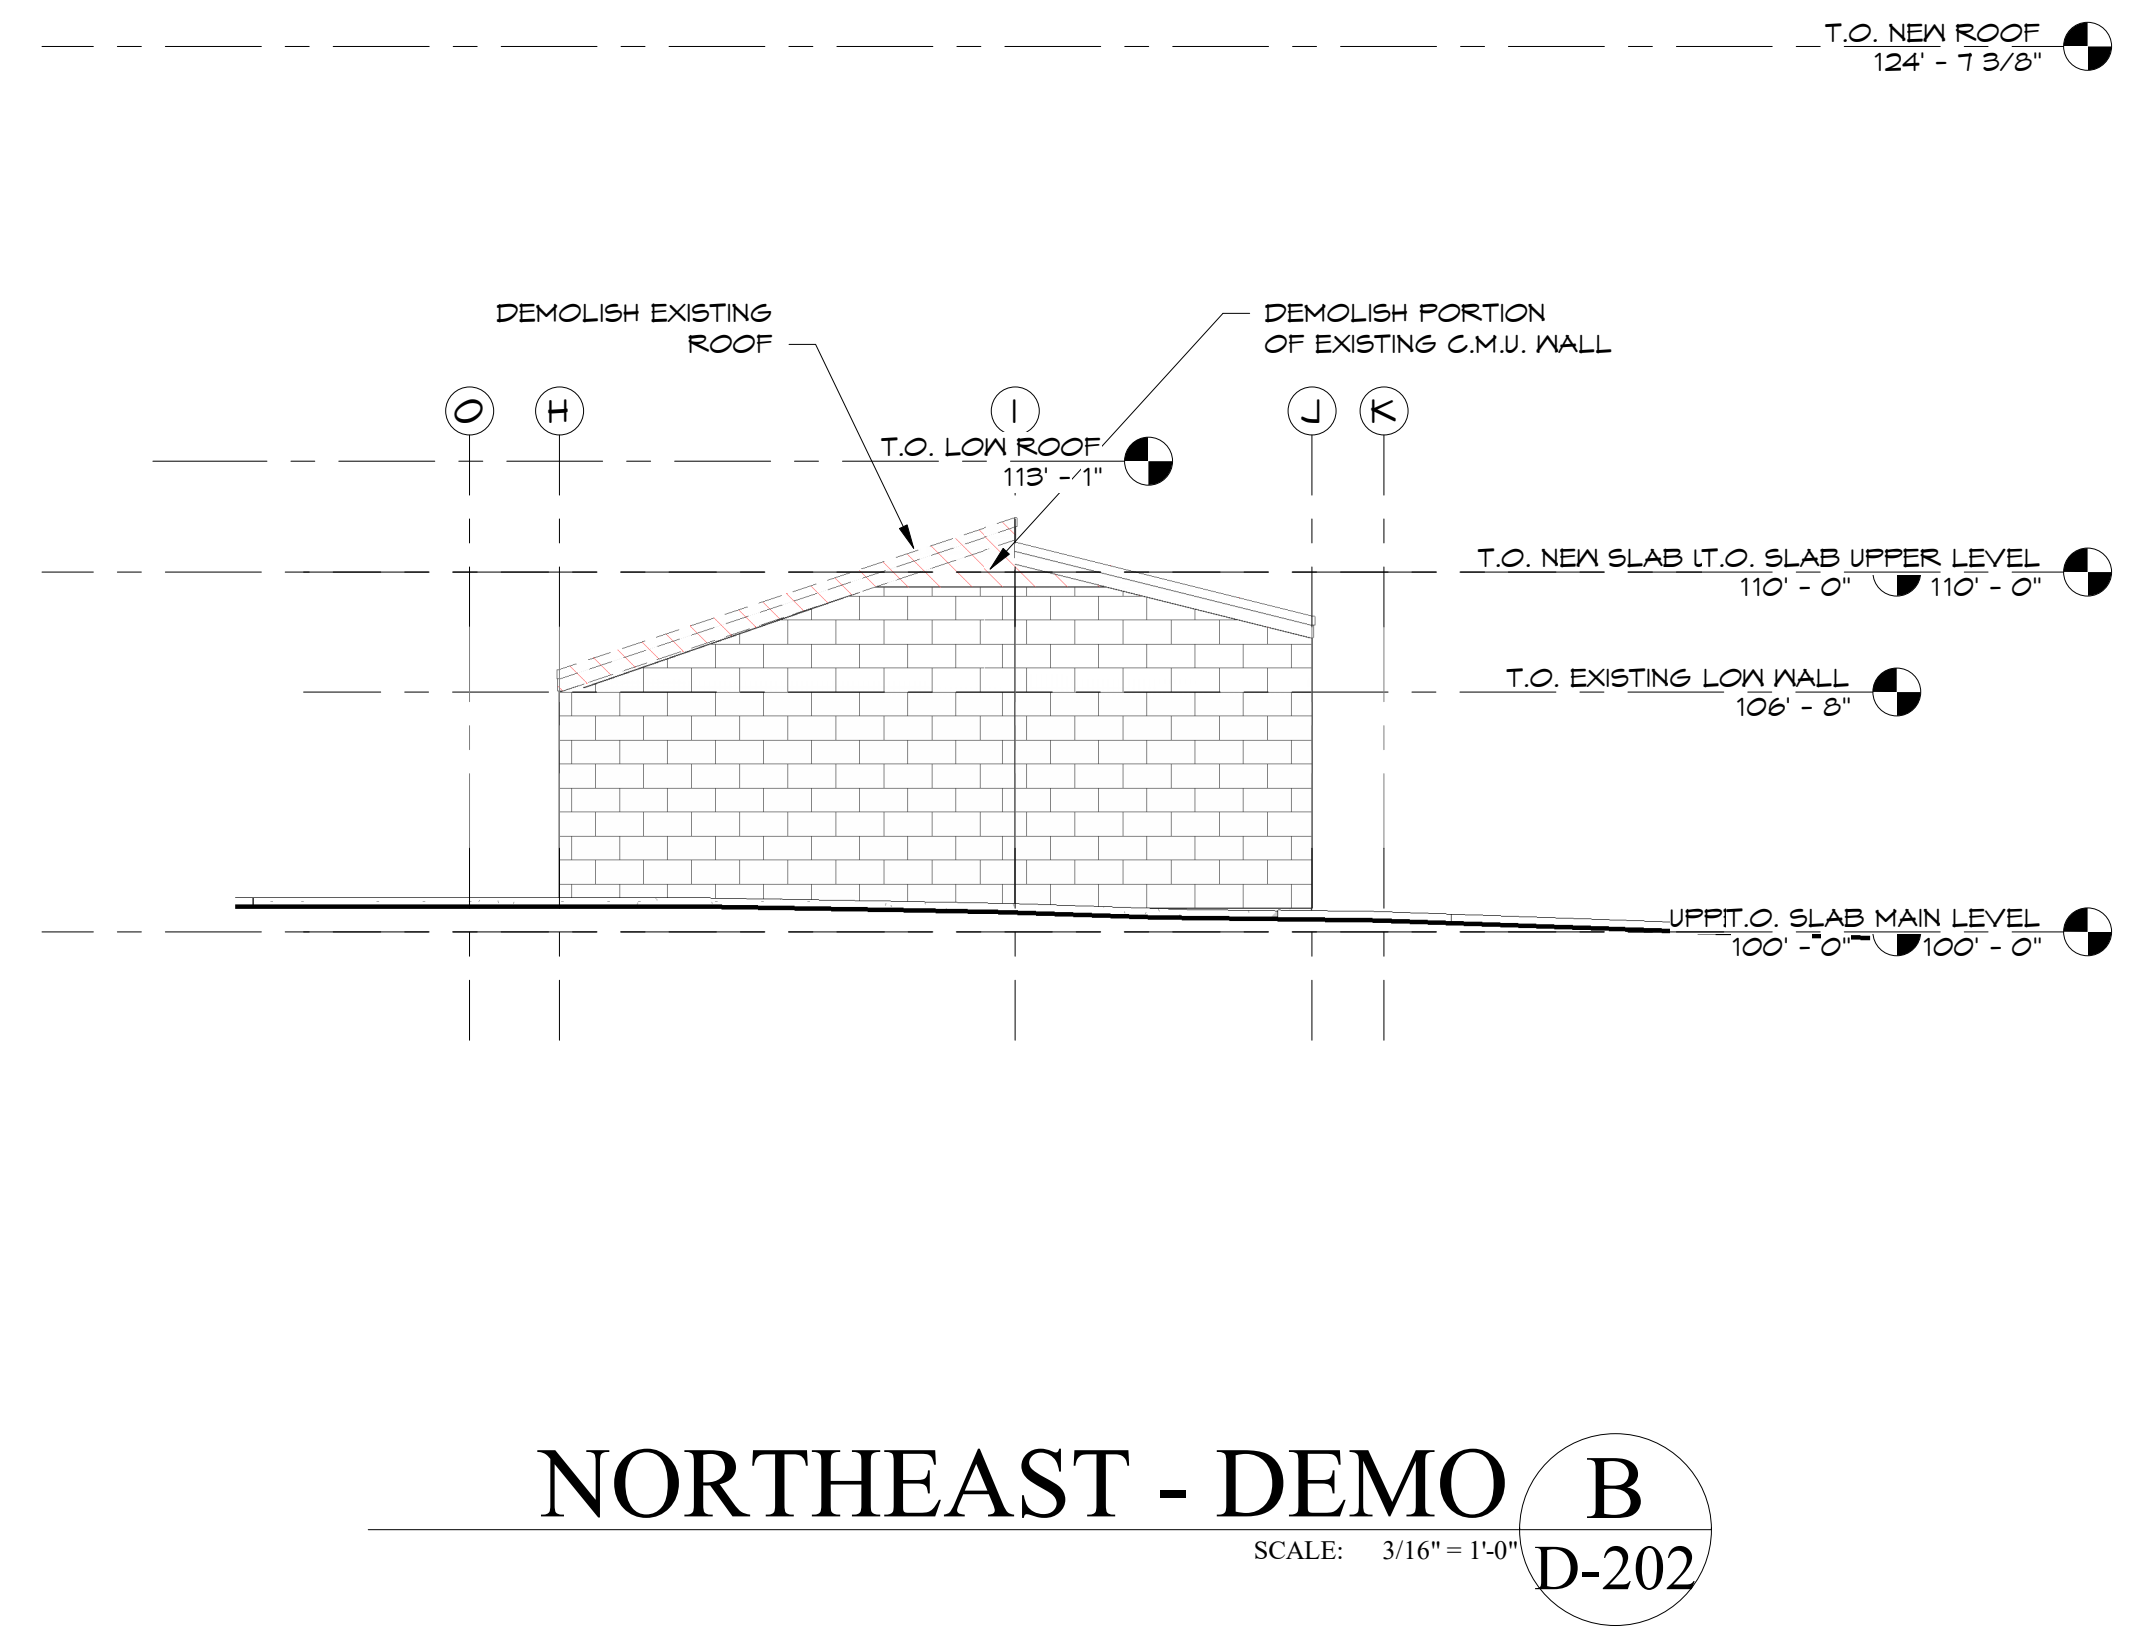 T.O. NEW ROOF
124' - 7 3/8"
DEMOLISH EXISTING
ROOF
DEMOLISH PORTION
OF EXISTING C.M.U. WALL
O H I J K
T.O. LOW ROOF
113' - 1"
T.O. NEW SLAB T.O. SLAB UPPER LEVEL
110' - 0" 110' - 0"
T.O. EXISTING LOW WALL
106' - 8"
T.O. SLAB MAIN LEVEL
100' - 0" 100' - 0"
NORTHEAST - DEMO B
SCALE: 3/16" = 1'-0"
D-202